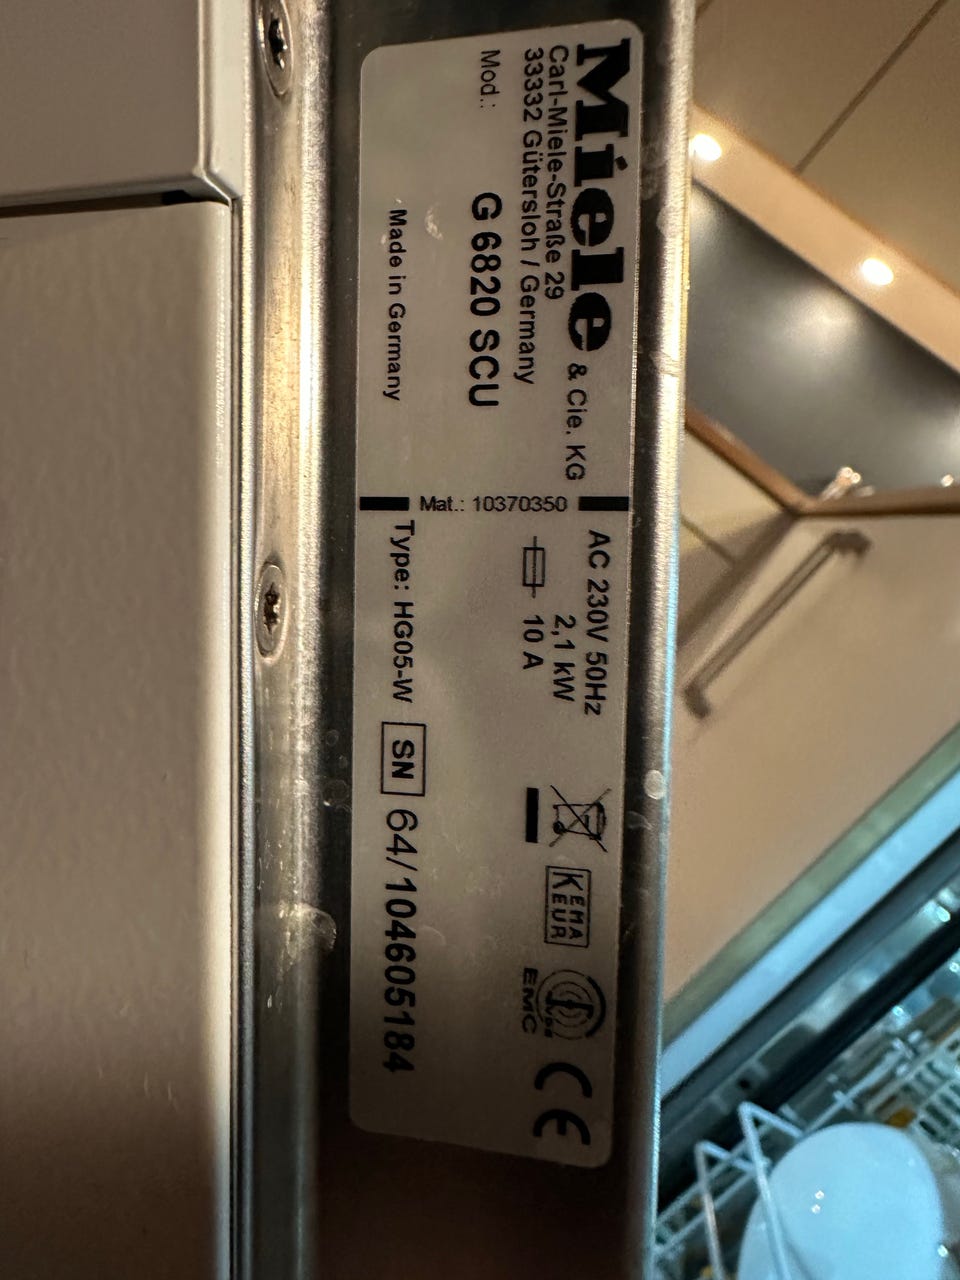 Miele & Cie. KG
Carl-Miele-Straße 29
33332 Gütersloh / Germany
Mod.: G 6820 SCU
Made in Germany
Mat.: 10370350
AC 230V 50Hz
2,1 kW
10 A
KEMA
KEUR
EMC
CE
Type: HG05-W SN 64/104605184